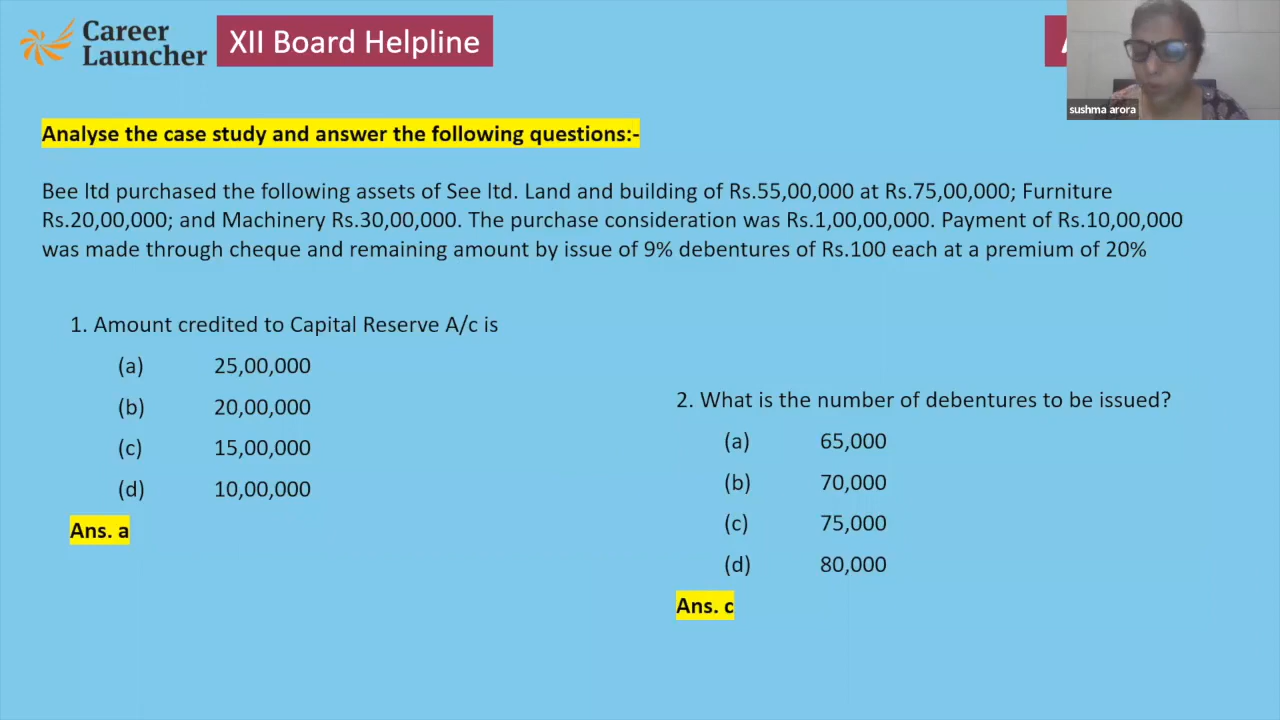 Career
Launcher
XII Board Helpline
sushma arora
Analyse the case study and answer the following questions:-
Bee ltd purchased the following assets of See ltd. Land and building of Rs.55,00,000 at Rs.75,00,000; Furniture
Rs.20,00,000; and Machinery Rs.30,00,000. The purchase consideration was Rs.1,00,00,000. Payment of Rs.10,00,000
was made through cheque and remaining amount by issue of 9% debentures of Rs.100 each at a premium of 20%
1. Amount credited to Capital Reserve A/c is
(a) 25,00,000
(b) 20,00,000
(c) 15,00,000
(d) 10,00,000
Ans. a
2. What is the number of debentures to be issued?
(a) 65,000
(b) 70,000
(c) 75,000
(d) 80,000
Ans. c